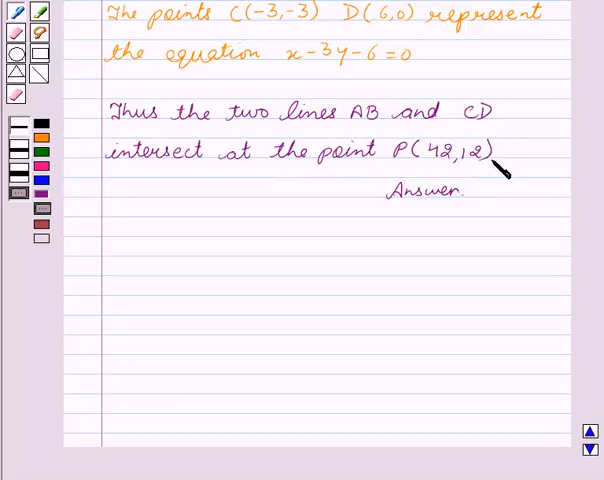 The points C(-3,-3) D(6,0) represent
the equation x-3y-6=0
Thus the two lines AB and CD
intersect at the point P(42,12)
Answer.